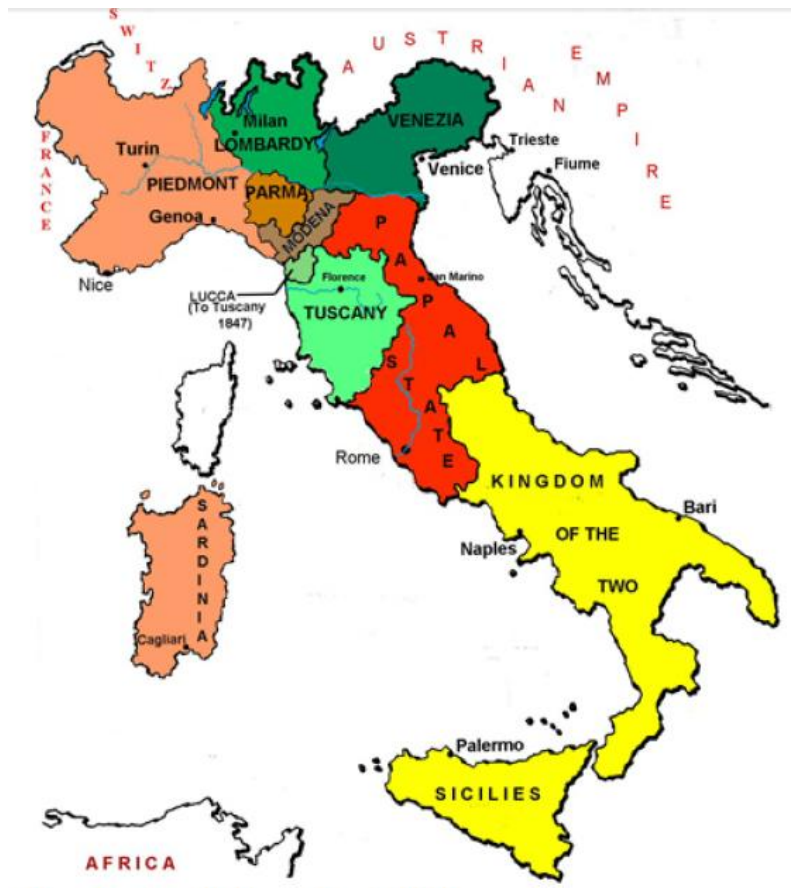 SWITZ
AUSTRIAN EMPIRE
FRANCE
Milan
LOMBARDY
VENEZIA
Trieste
Turin
Venice
Fiume
PIEDMONT
PARMA
Genoa
MODENA
PAPAL STATE
Nice
San Marino
Florence
LUCCA
(To Tuscany
1847)
TUSCANY
Rome
KINGDOM
OF THE
TWO
SICILIES
Bari
Naples
SARDINIA
Cagliari
Palermo
AFRICA